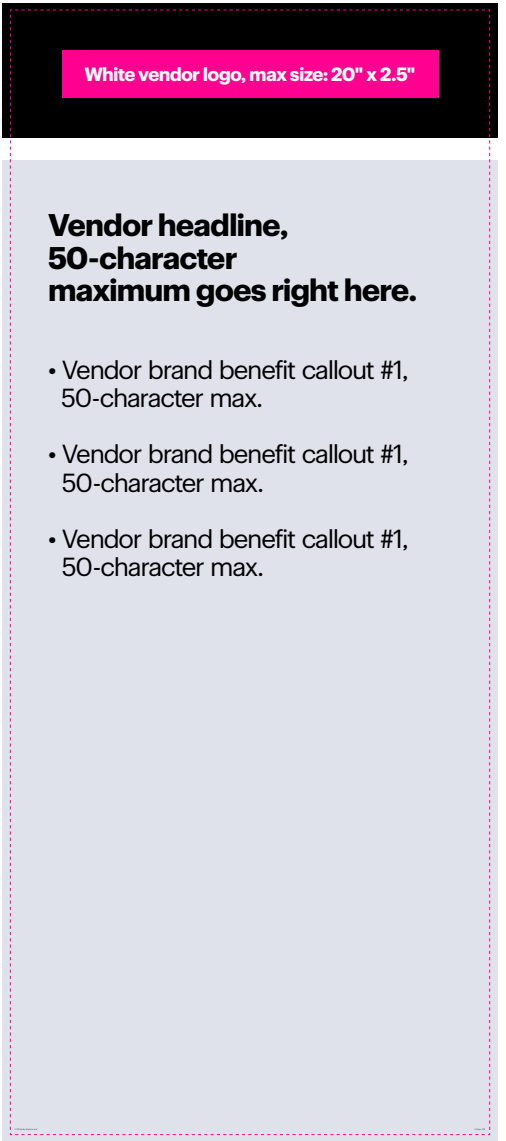 White vendor logo, max size: 20" x 2.5"
Vendor headline,
50-character
maximum goes right here.
• Vendor brand benefit callout #1,
50-character max.
• Vendor brand benefit callout #1,
50-character max.
• Vendor brand benefit callout #1,
50-character max.